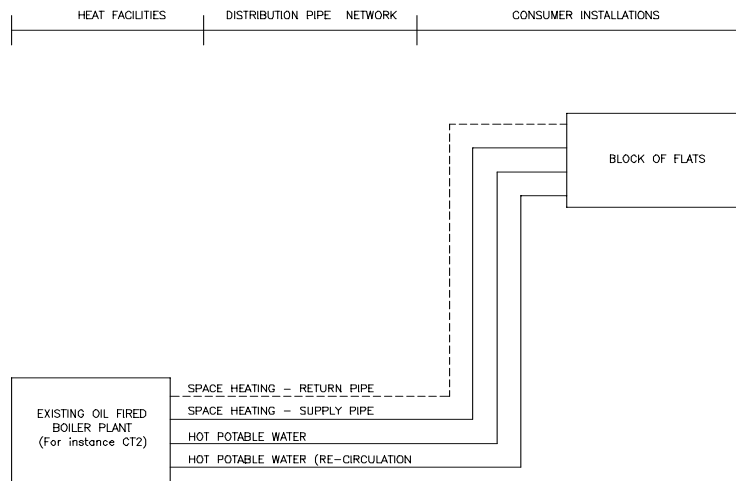 HEAT FACILITIES
DISTRIBUTION PIPE NETWORK
CONSUMER INSTALLATIONS
BLOCK OF FLATS
SPACE HEATING - RETURN PIPE
SPACE HEATING - SUPPLY PIPE
HOT POTABLE WATER
HOT POTABLE WATER (RE-CIRCULATION
EXISTING OIL FIRED
BOILER PLANT
(For instance CT2)